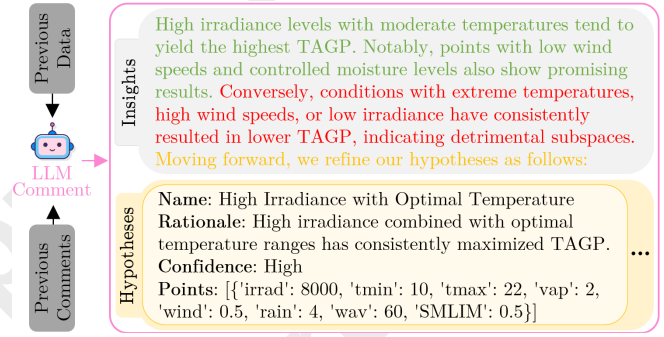 Previous
Data
LLM
Comment
Previous
Comments
Insights
High irradiance levels with moderate temperatures tend to
yield the highest TAGP. Notably, points with low wind
speeds and controlled moisture levels also show promising
results. Conversely, conditions with extreme temperatures,
high wind speeds, or low irradiance have consistently
resulted in lower TAGP, indicating detrimental subspaces.
Moving forward, we refine our hypotheses as follows:
Hypotheses
Name: High Irradiance with Optimal Temperature
Rationale: High irradiance combined with optimal
temperature ranges has consistently maximized TAGP.
Confidence: High
Points: [{'irrad': 8000, 'tmin': 10, 'tmax': 22, 'vap': 2,
'wind': 0.5, 'rain': 4, 'wav': 60, 'SMLIM': 0.5}]
...